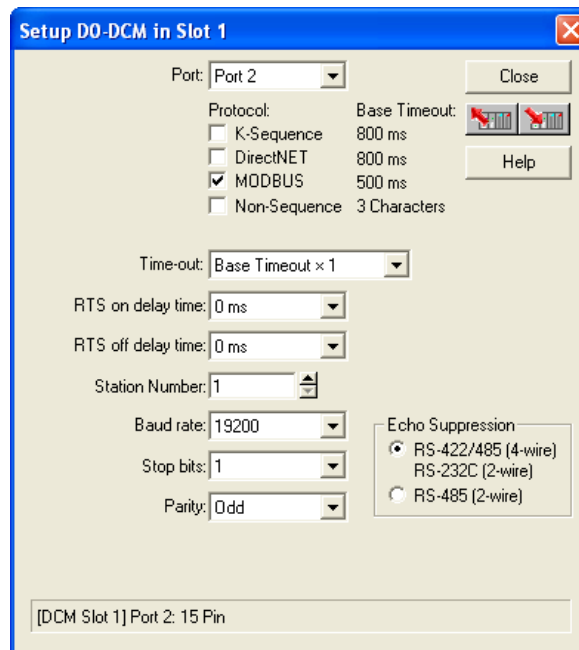 Setup D0-DCM in Slot 1
Port: Port 2
Close
Protocol: Base Timeout:
K-Sequence 800 ms
DirectNET 800 ms
MODBUS 500 ms
Non-Sequence 3 Characters
Help
Time-out: Base Timeout × 1
RTS on delay time: 0 ms
RTS off delay time: 0 ms
Station Number: 1
Baud rate: 19200
Stop bits: 1
Parity: Odd
Echo Suppression
RS-422/485 (4-wire)
RS-232C (2-wire)
RS-485 (2-wire)
[DCM Slot 1] Port 2: 15 Pin